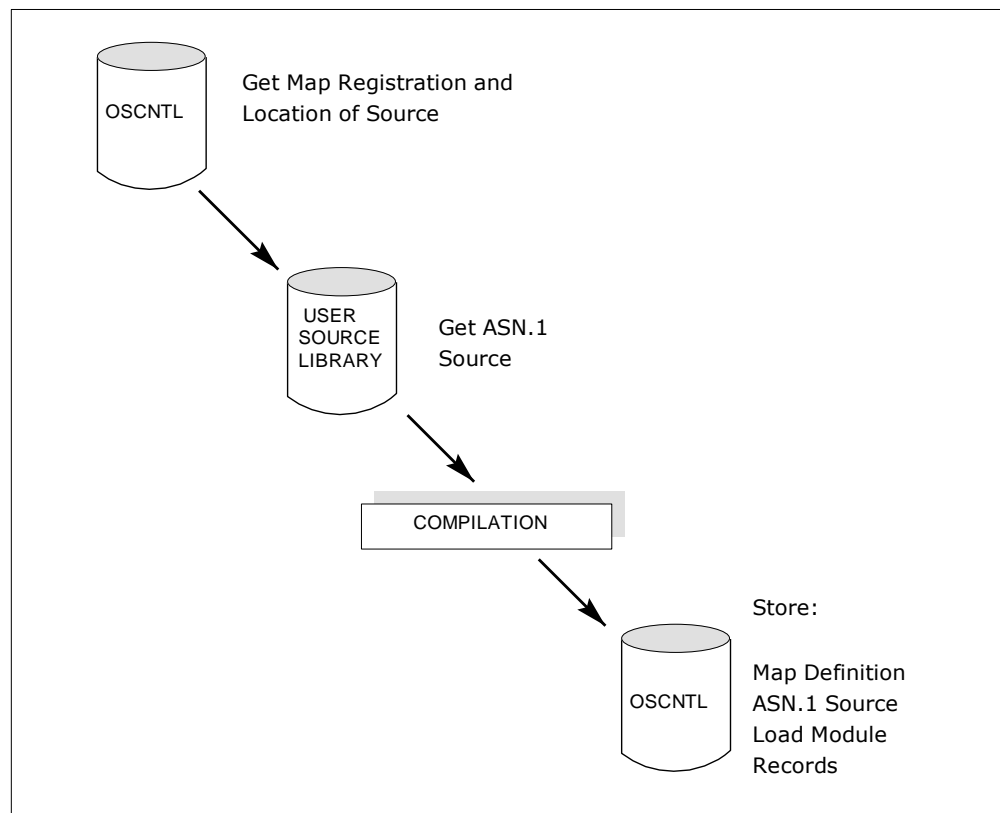 OSCNTL
Get Map Registration and
Location of Source
USER
SOURCE
LIBRARY
Get ASN.1
Source
COMPILATION
OSCNTL
Store:
Map Definition
ASN.1 Source
Load Module
Records